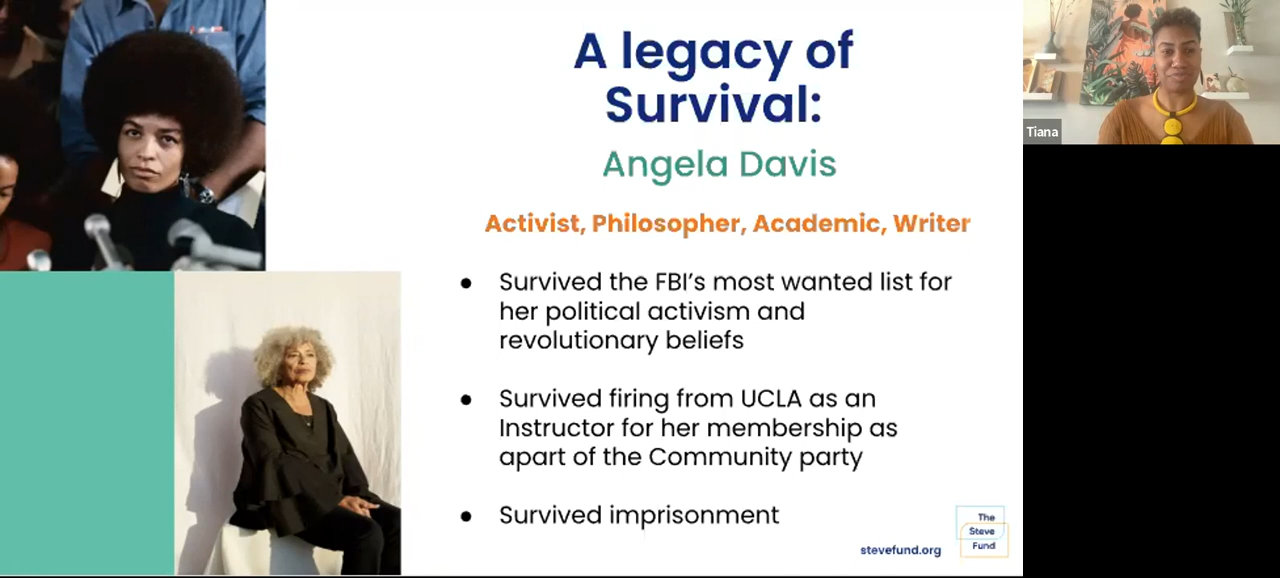 A legacy of
Survival:
Angela Davis
Activist, Philosopher, Academic, Writer
● Survived the FBI's most wanted list for
her political activism and
revolutionary beliefs
● Survived firing from UCLA as an
Instructor for her membership as
apart of the Community party
● Survived imprisonment
stevefund.org
The
Steve
Fund
Tiana